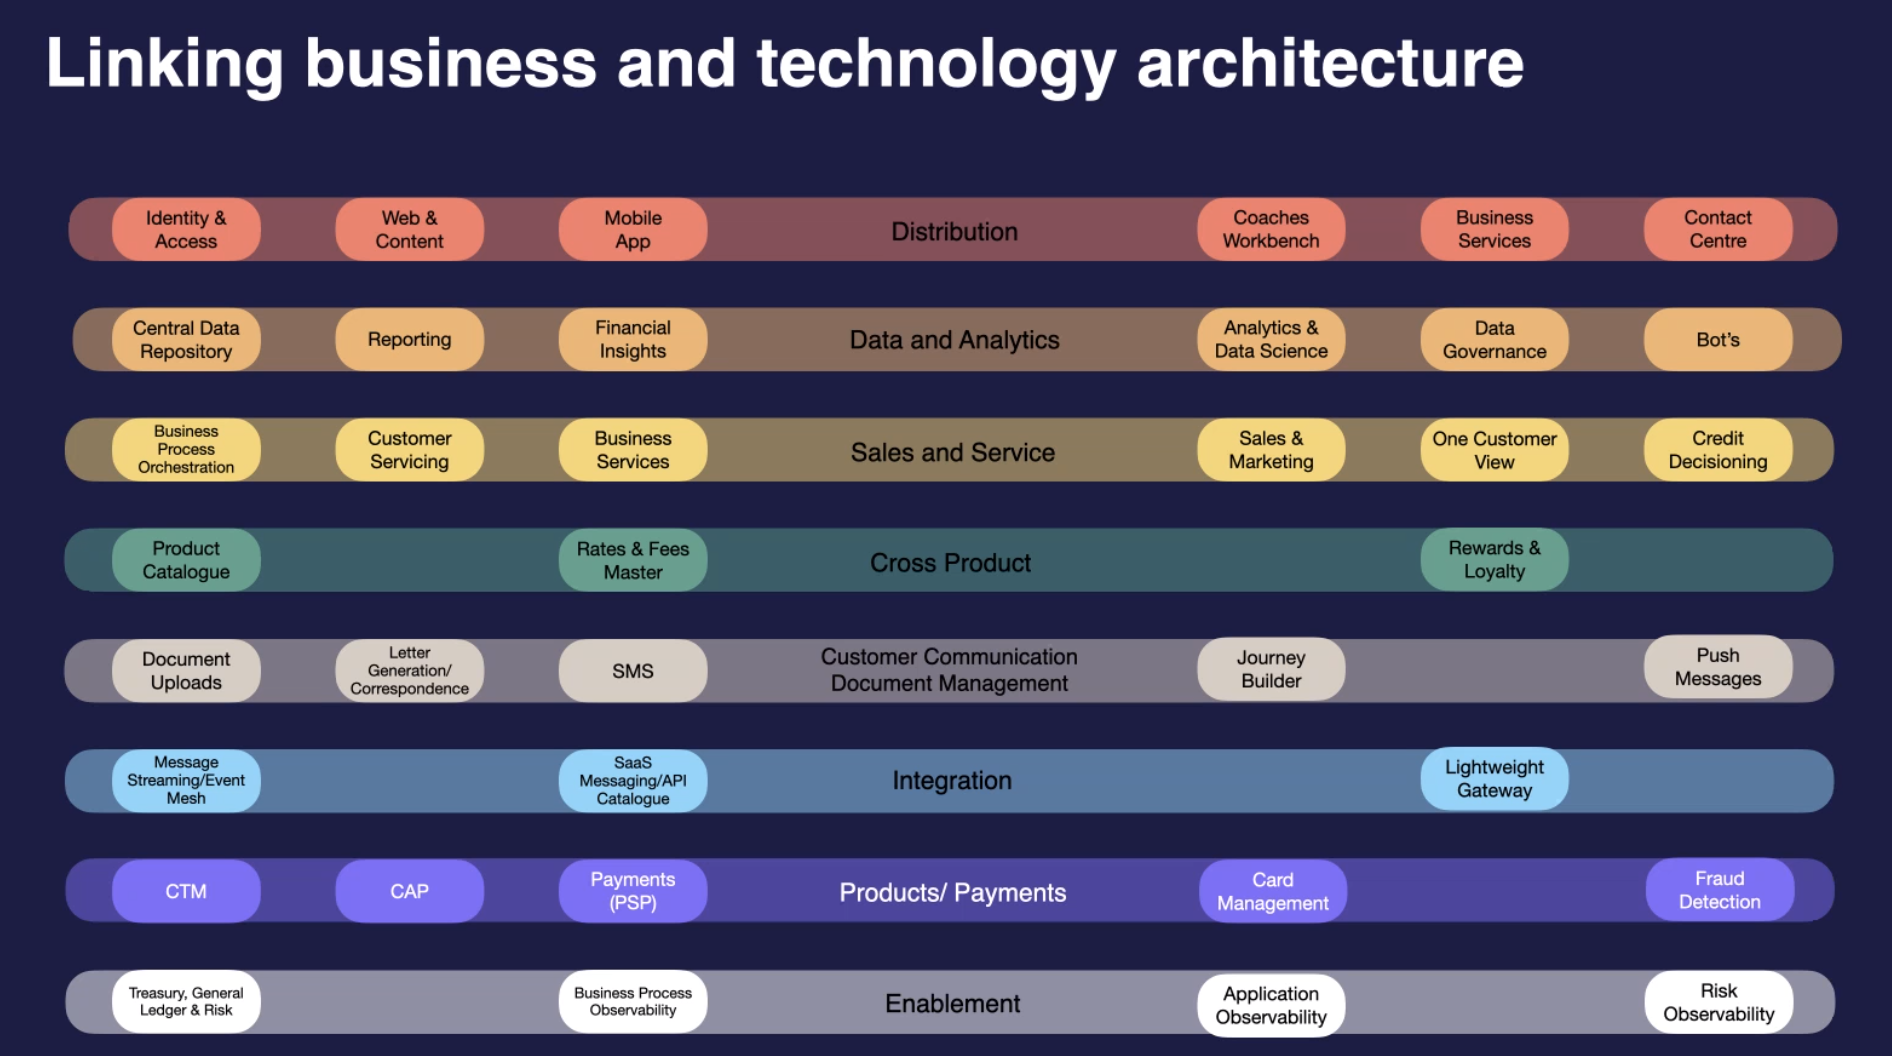 Linking business and technology architecture
Identity &
Access
Web &
Content
Mobile
App
Distribution
Coaches
Workbench
Business
Services
Contact
Centre
Central Data
Repository
Reporting
Financial
Insights
Data and Analytics
Analytics &
Data Science
Data
Governance
Bot’s
Business
Process
Orchestration
Customer
Servicing
Business
Services
Sales and Service
Sales &
Marketing
One Customer
View
Credit
Decisioning
Product
Catalogue
Rates & Fees
Master
Cross Product
Rewards &
Loyalty
Document
Uploads
Letter
Generation/
Correspondence
SMS
Customer Communication
Document Management
Journey
Builder
Push
Messages
Message
Streaming/Event
Mesh
SaaS
Messaging/API
Catalogue
Integration
Lightweight
Gateway
CTM
CAP
Payments
(PSP)
Products/ Payments
Card
Management
Fraud
Detection
Treasury, General
Ledger & Risk
Business Process
Observability
Enablement
Application
Observability
Risk
Observability